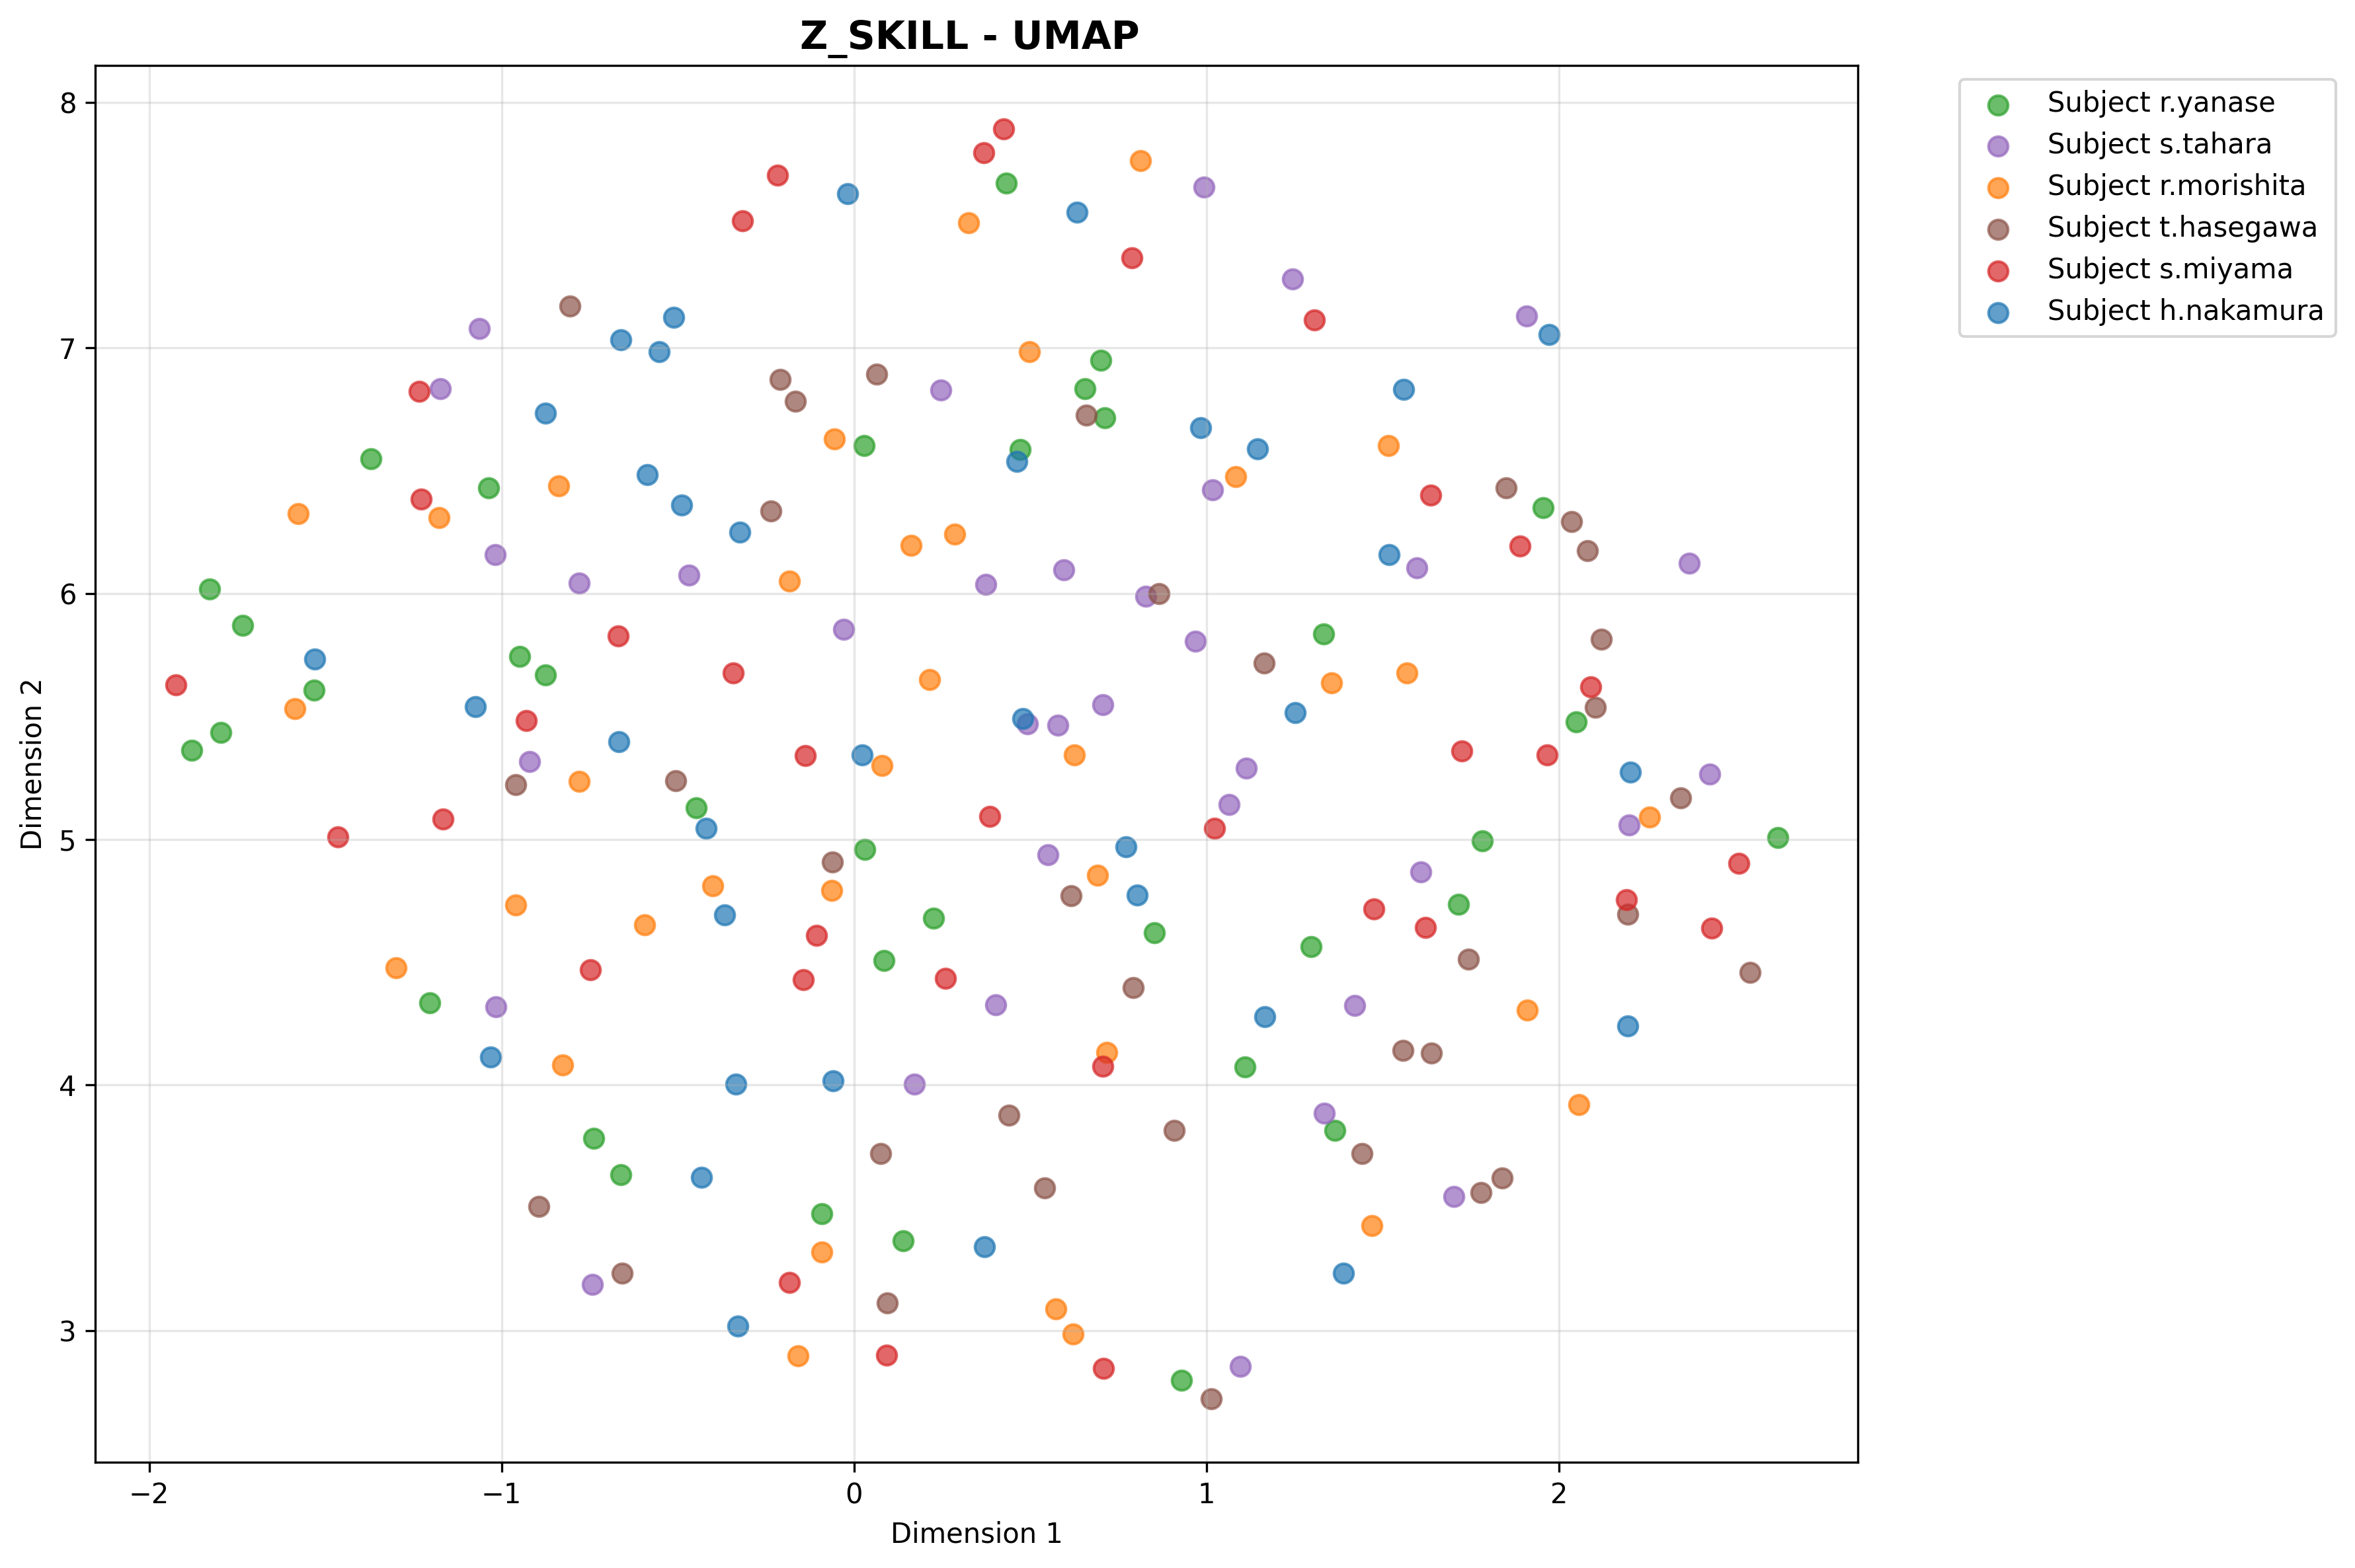 Z_SKILL - UMAP
Subject r.yanase
Subject s.tahara
Subject r.morishita
Subject t.hasegawa
Subject s.miyama
Subject h.nakamura
Dimension 2
8
7
6
5
4
3
−2
−1
0
1
2
Dimension 1